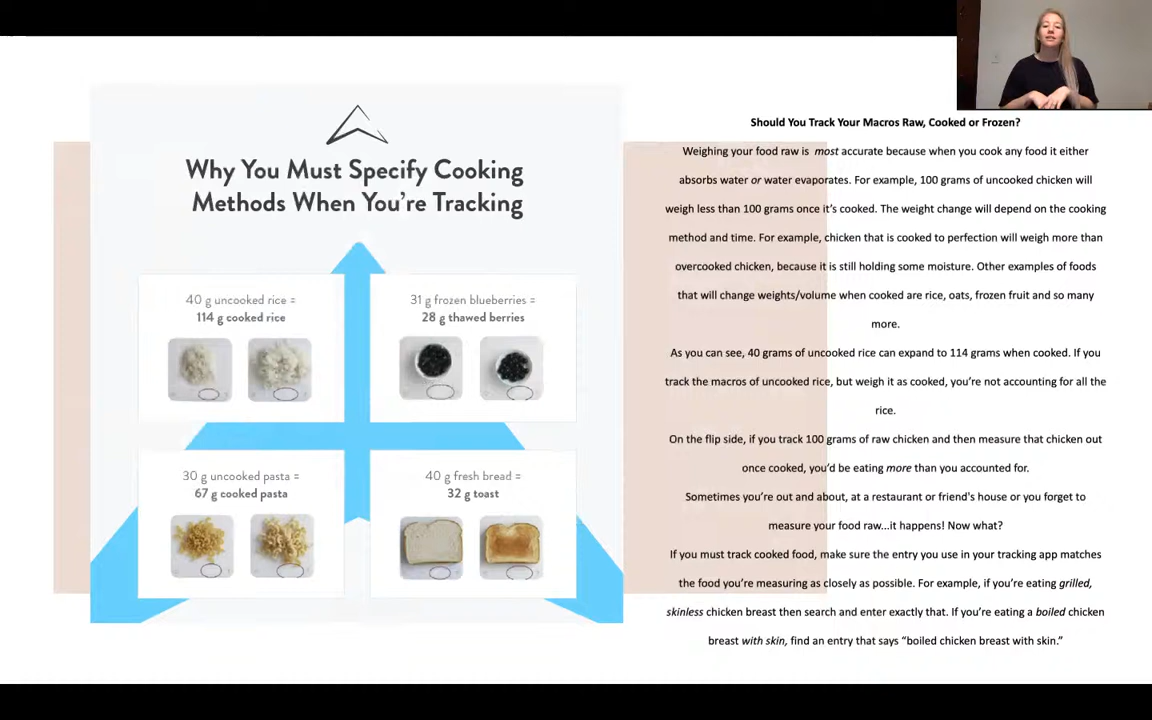 Why You Must Specify Cooking
Methods When You're Tracking
40 g uncooked rice =
114 g cooked rice
31 g frozen blueberries =
28 g thawed berries
30 g uncooked pasta =
67 g cooked pasta
40 g fresh bread =
32 g toast
Should You Track Your Macros Raw, Cooked or Frozen?
Weighing your food raw is most accurate because when you cook any food it either
absorbs water or water evaporates. For example, 100 grams of uncooked chicken will
weigh less than 100 grams once it's cooked. The weight change will depend on the cooking
method and time. For example, chicken that is cooked to perfection will weigh more than
overcooked chicken, because it is still holding some moisture. Other examples of foods
that will change weights/volume when cooked are rice, oats, frozen fruit and so many
more.
As you can see, 40 grams of uncooked rice can expand to 114 grams when cooked. If you
track the macros of uncooked rice, but weigh it as cooked, you're not accounting for all the
rice.
On the flip side, if you track 100 grams of raw chicken and then measure that chicken out
once cooked, you'd be eating more than you accounted for.
Sometimes you're out and about, at a restaurant or friend's house or you forget to
measure your food raw...it happens! Now what?
If you must track cooked food, make sure the entry you use in your tracking app matches
the food you're measuring as closely as possible. For example, if you're eating grilled,
skinless chicken breast then search and enter exactly that. If you're eating a boiled chicken
breast with skin, find an entry that says “boiled chicken breast with skin.”